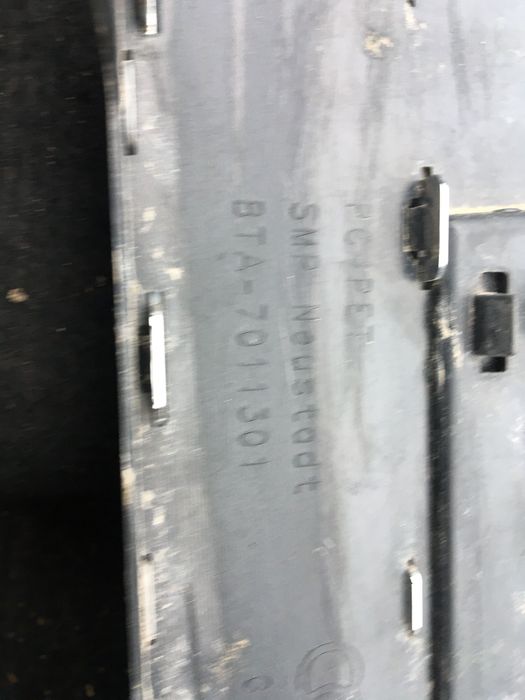 PC/PET
SMP Neustadt
BTA-7011301